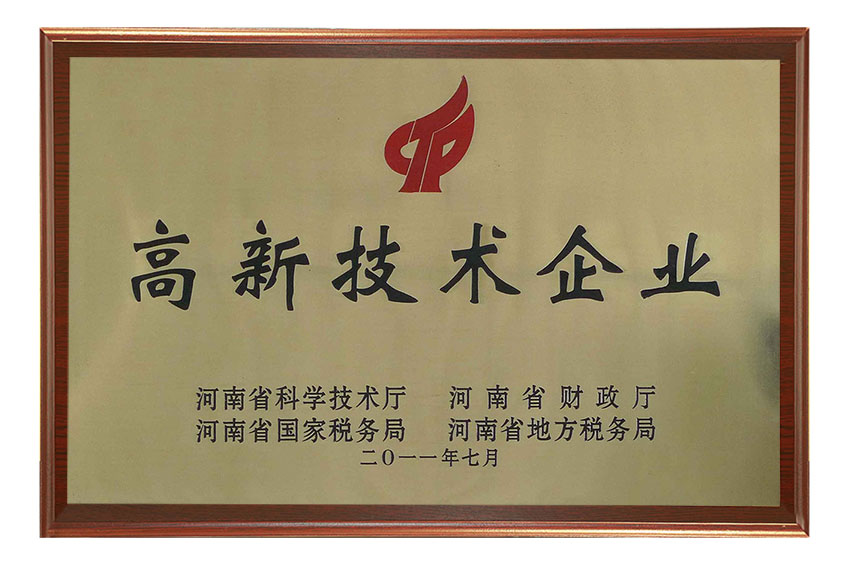 高新技术企业
河南省科学技术厅 河南省财政厅
河南省国家税务局 河南省地方税务局
二〇一一年七月